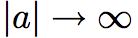 |a| → ∞